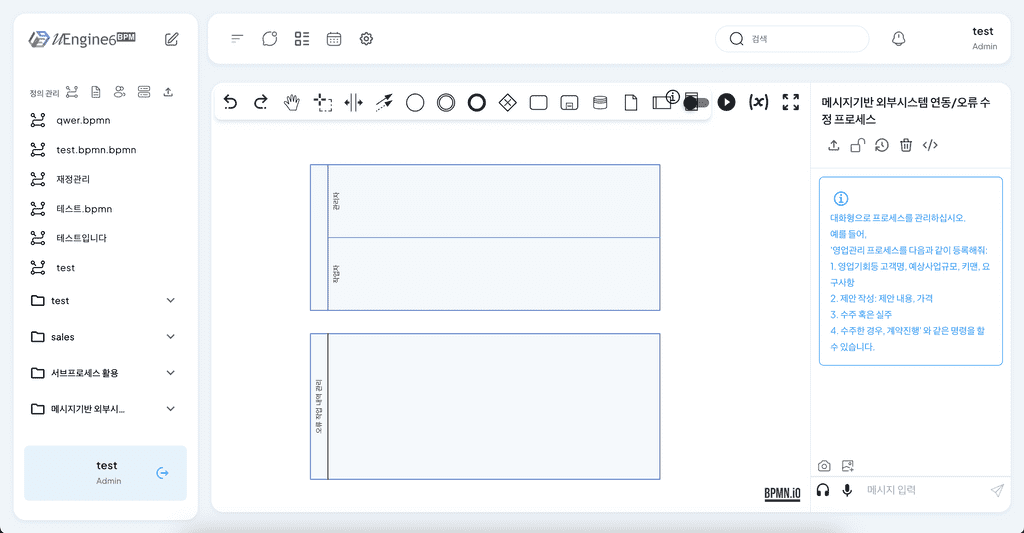 uEngine6 BPM
정의 관리
qwer.bpmn
test.bpmn.bpmn
재정관리
테스트.bpmn
테스트입니다
test
test
sales
서브프로세스 활용
메시지기반 외부시...
test
Admin
검색
test
Admin
관리자
작업자
오류 작업 내역 관리
BPMN.iO
메시지기반 외부시스템 연동/오류 수
정 프로세스
대화형으로 프로세스를 관리하십시오.
예를 들어,
'영업관리 프로세스를 다음과 같이 등록해줘:
1. 영업기회등 고객명, 예상사업규모, 키맨, 요
구사항
2. 제안 작성: 제안 내용, 가격
3. 수주 혹은 실주
4. 수주한 경우, 계약진행' 와 같은 명령을 할
수 있습니다.
메시지 입력